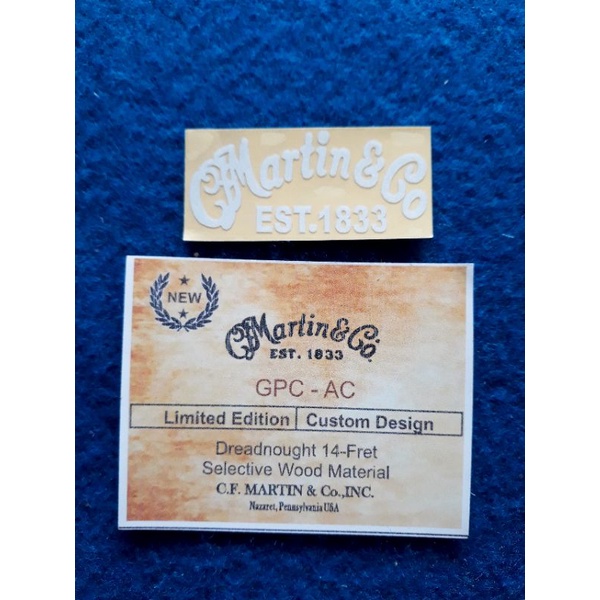 CFMartin & Co
EST.1833
NEW
CFMartin & Co.
EST. 1833
GPC - AC
Limited Edition | Custom Design
Dreadnought 14-Fret
Selective Wood Material
C.F. MARTIN & Co.,INC.
Nazaret, Pennsylvania USA